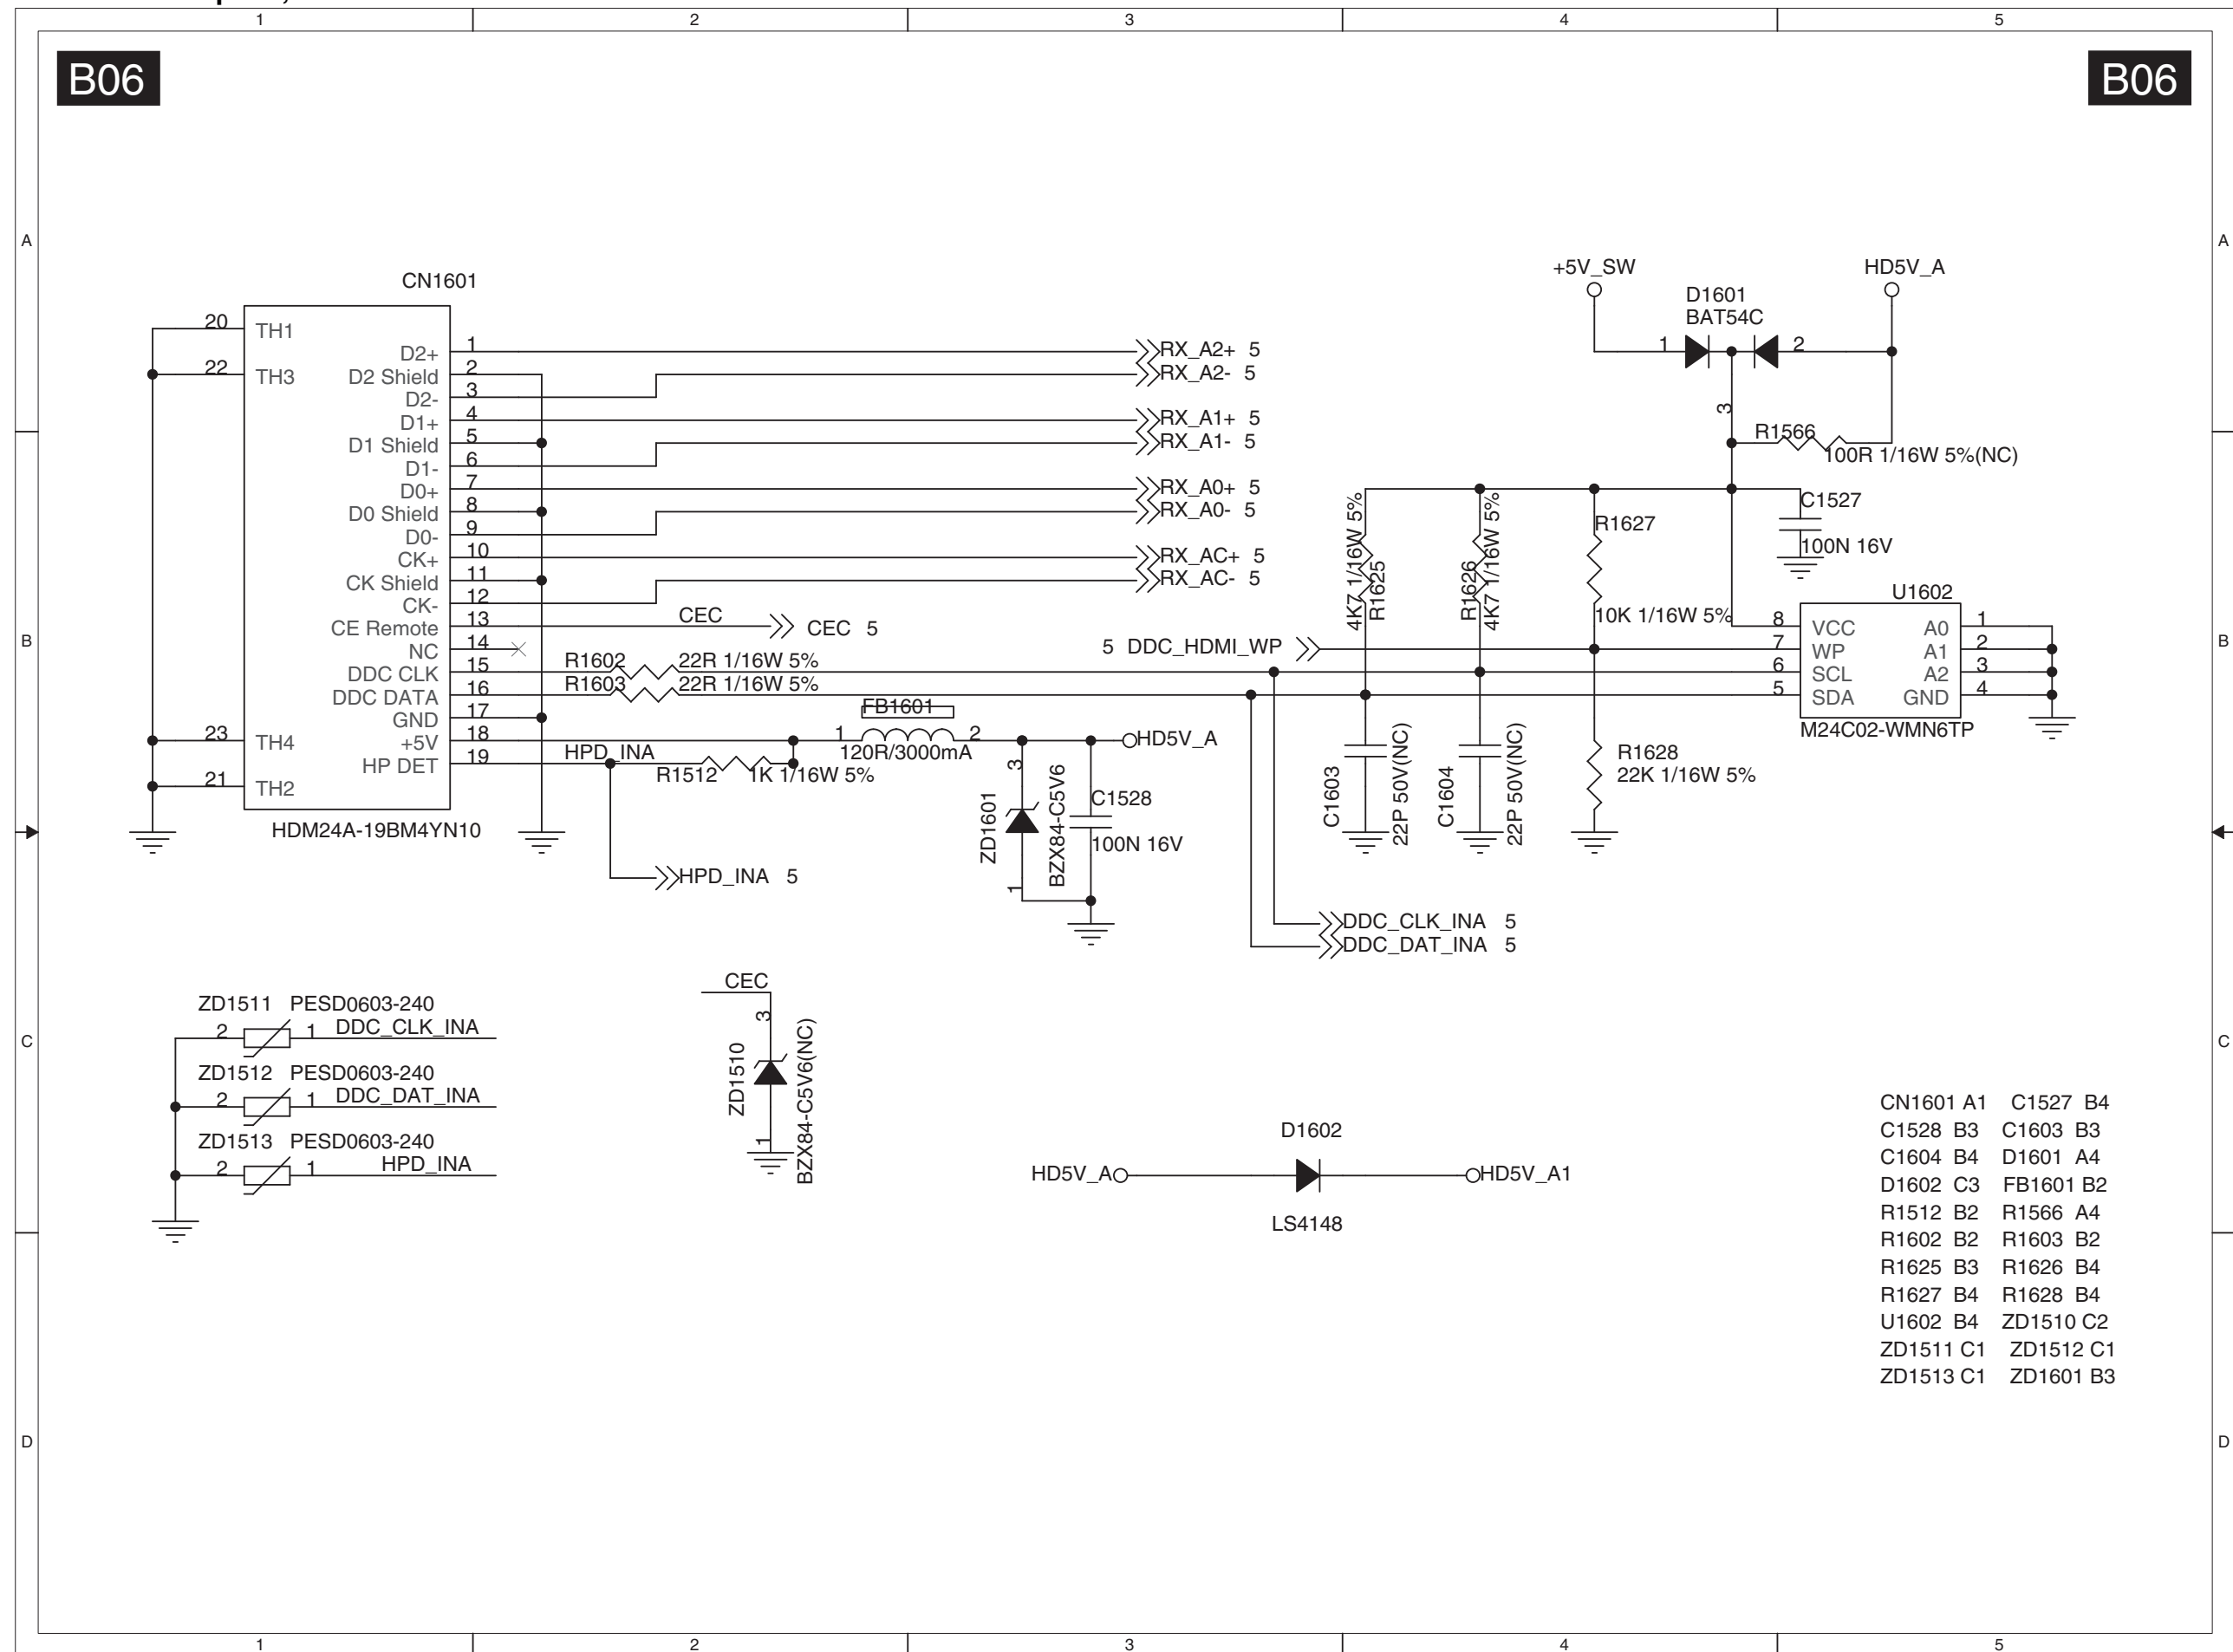 1 2 3 4 5
B06 B06
A A
+5V_SW HD5V_A
CN1601
D1601
BAT54C
20 TH1
22 TH3
23 TH4
21 TH2
D2+ 1
D2 Shield 2
D2- 3
D1+ 4
D1 Shield 5
D1- 6
D0+ 7
D0 Shield 8
D0- 9
CK+ 10
CK Shield 11
CK- 12
CE Remote 13
NC 14
DDC CLK 15
DDC DATA 16
GND 17
+5V 18
HP DET 19
HDM24A-19BM4YN10
RX_A2+ 5
RX_A2- 5
RX_A1+ 5
RX_A1- 5
RX_A0+ 5
RX_A0- 5
RX_AC+ 5
RX_AC- 5
CEC
CEC 5
R1602 22R 1/16W 5%
R1603 22R 1/16W 5%
FB1601
1 2
120R/3000mA
HD5V_A
HPD_INA
R1512 1K 1/16W 5%
HPD_INA 5
3
ZD1601
BZX84-C5V6
1
C1528
100N 16V
1 2
3
R1566
100R 1/16W 5%(NC)
4K7 1/16W 5%
R1625
R1626
4K7 1/16W 5%
R1627
10K 1/16W 5%
C1527
100N 16V
5 DDC_HDMI_WP
U1602
8 VCC A0 1
7 WP A1 2
6 SCL A2 3
5 SDA GND 4
M24C02-WMN6TP
C1603
22P 50V(NC)
C1604
22P 50V(NC)
R1628
22K 1/16W 5%
DDC_CLK_INA 5
DDC_DAT_INA 5
B B
ZD1511 PESD0603-240
2 1 DDC_CLK_INA
ZD1512 PESD0603-240
2 1 DDC_DAT_INA
ZD1513 PESD0603-240
2 1 HPD_INA
CEC
3
ZD1510
BZX84-C5V6(NC)
1
C C
D1602
HD5V_A HD5V_A1
LS4148
CN1601 A1 C1527 B4
C1528 B3 C1603 B3
C1604 B4 D1601 A4
D1602 C3 FB1601 B2
R1512 B2 R1566 A4
R1602 B2 R1603 B2
R1625 B3 R1626 B4
R1627 B4 R1628 B4
U1602 B4 ZD1510 C2
ZD1511 C1 ZD1512 C1
ZD1513 C1 ZD1601 B3
D D
1 2 3 4 5